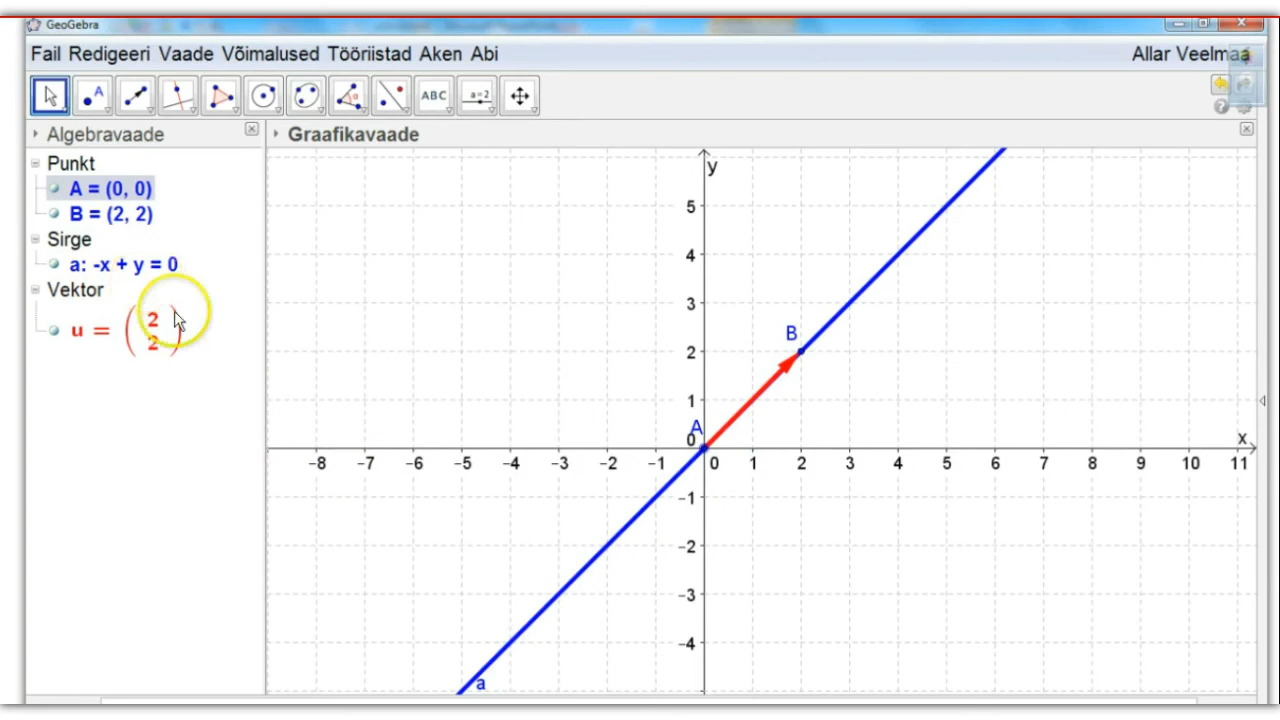 GeoGebra
Fail Redigeeri Vaade Võimalused Tööriistad Aken Abi
Allar Veelmaa
A
α
ABC
a=2
Algebravaade
Graafikavaade
Punkt
A = (0, 0)
B = (2, 2)
Sirge
a: -x + y = 0
Vektor
u = ( 2
2 )
y
5
4
3
B
2
1
A
0
x
−8 −7 −6 −5 −4 −3 −2 −1 0 1 2 3 4 5 6 7 8 9 10 11
−1
−2
−3
−4
a